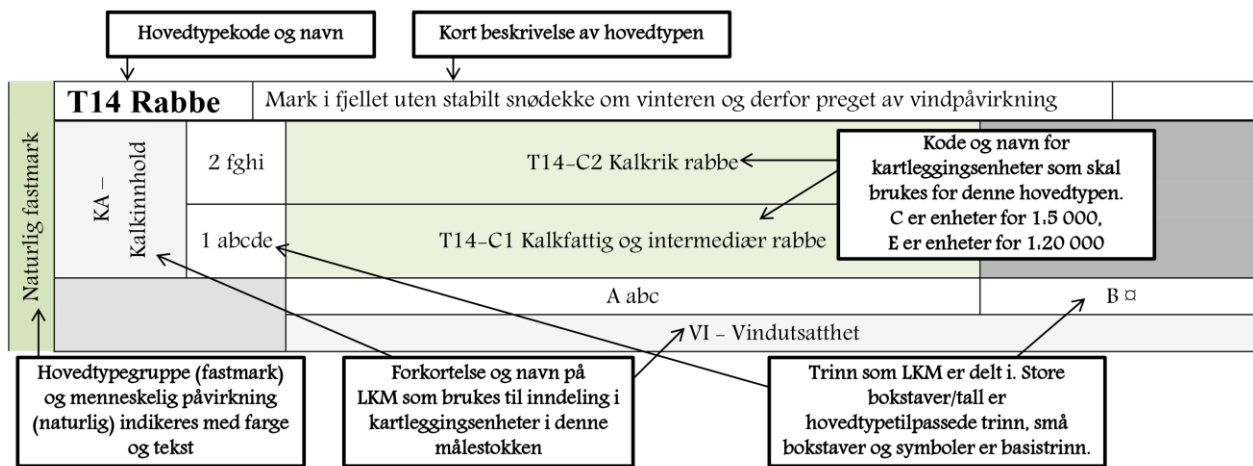 Hovedtypekode og navn
Kort beskrivelse av hovedtypen
T14 Rabbe
Mark i fjellet uten stabilt snødekke om vinteren og derfor preget av vindpåvirkning
Naturlig fastmark
KA –
Kalkinnhold
2 fghi
T14-C2 Kalkrik rabbe
1 abcde
T14-C1 Kalkfattig og intermediær rabbe
Kode og navn for
kartleggingsenheter som skal
brukes for denne hovedtypen.
C er enheter for 1:5 000,
E er enheter for 1:20 000
A abc
B ¤
VI – Vindutsatthet
Hovedtypegruppe (fastmark)
og menneskelig påvirkning
(naturlig) indikeres med farge
og tekst
Forkortelse og navn på
LKM som brukes til inndeling i
kartleggingsenheter i denne
målestokken
Trinn som LKM er delt i. Store
bokstaver/tall er
hovedtypetilpassede trinn, små
bokstaver og symboler er basistrinn.